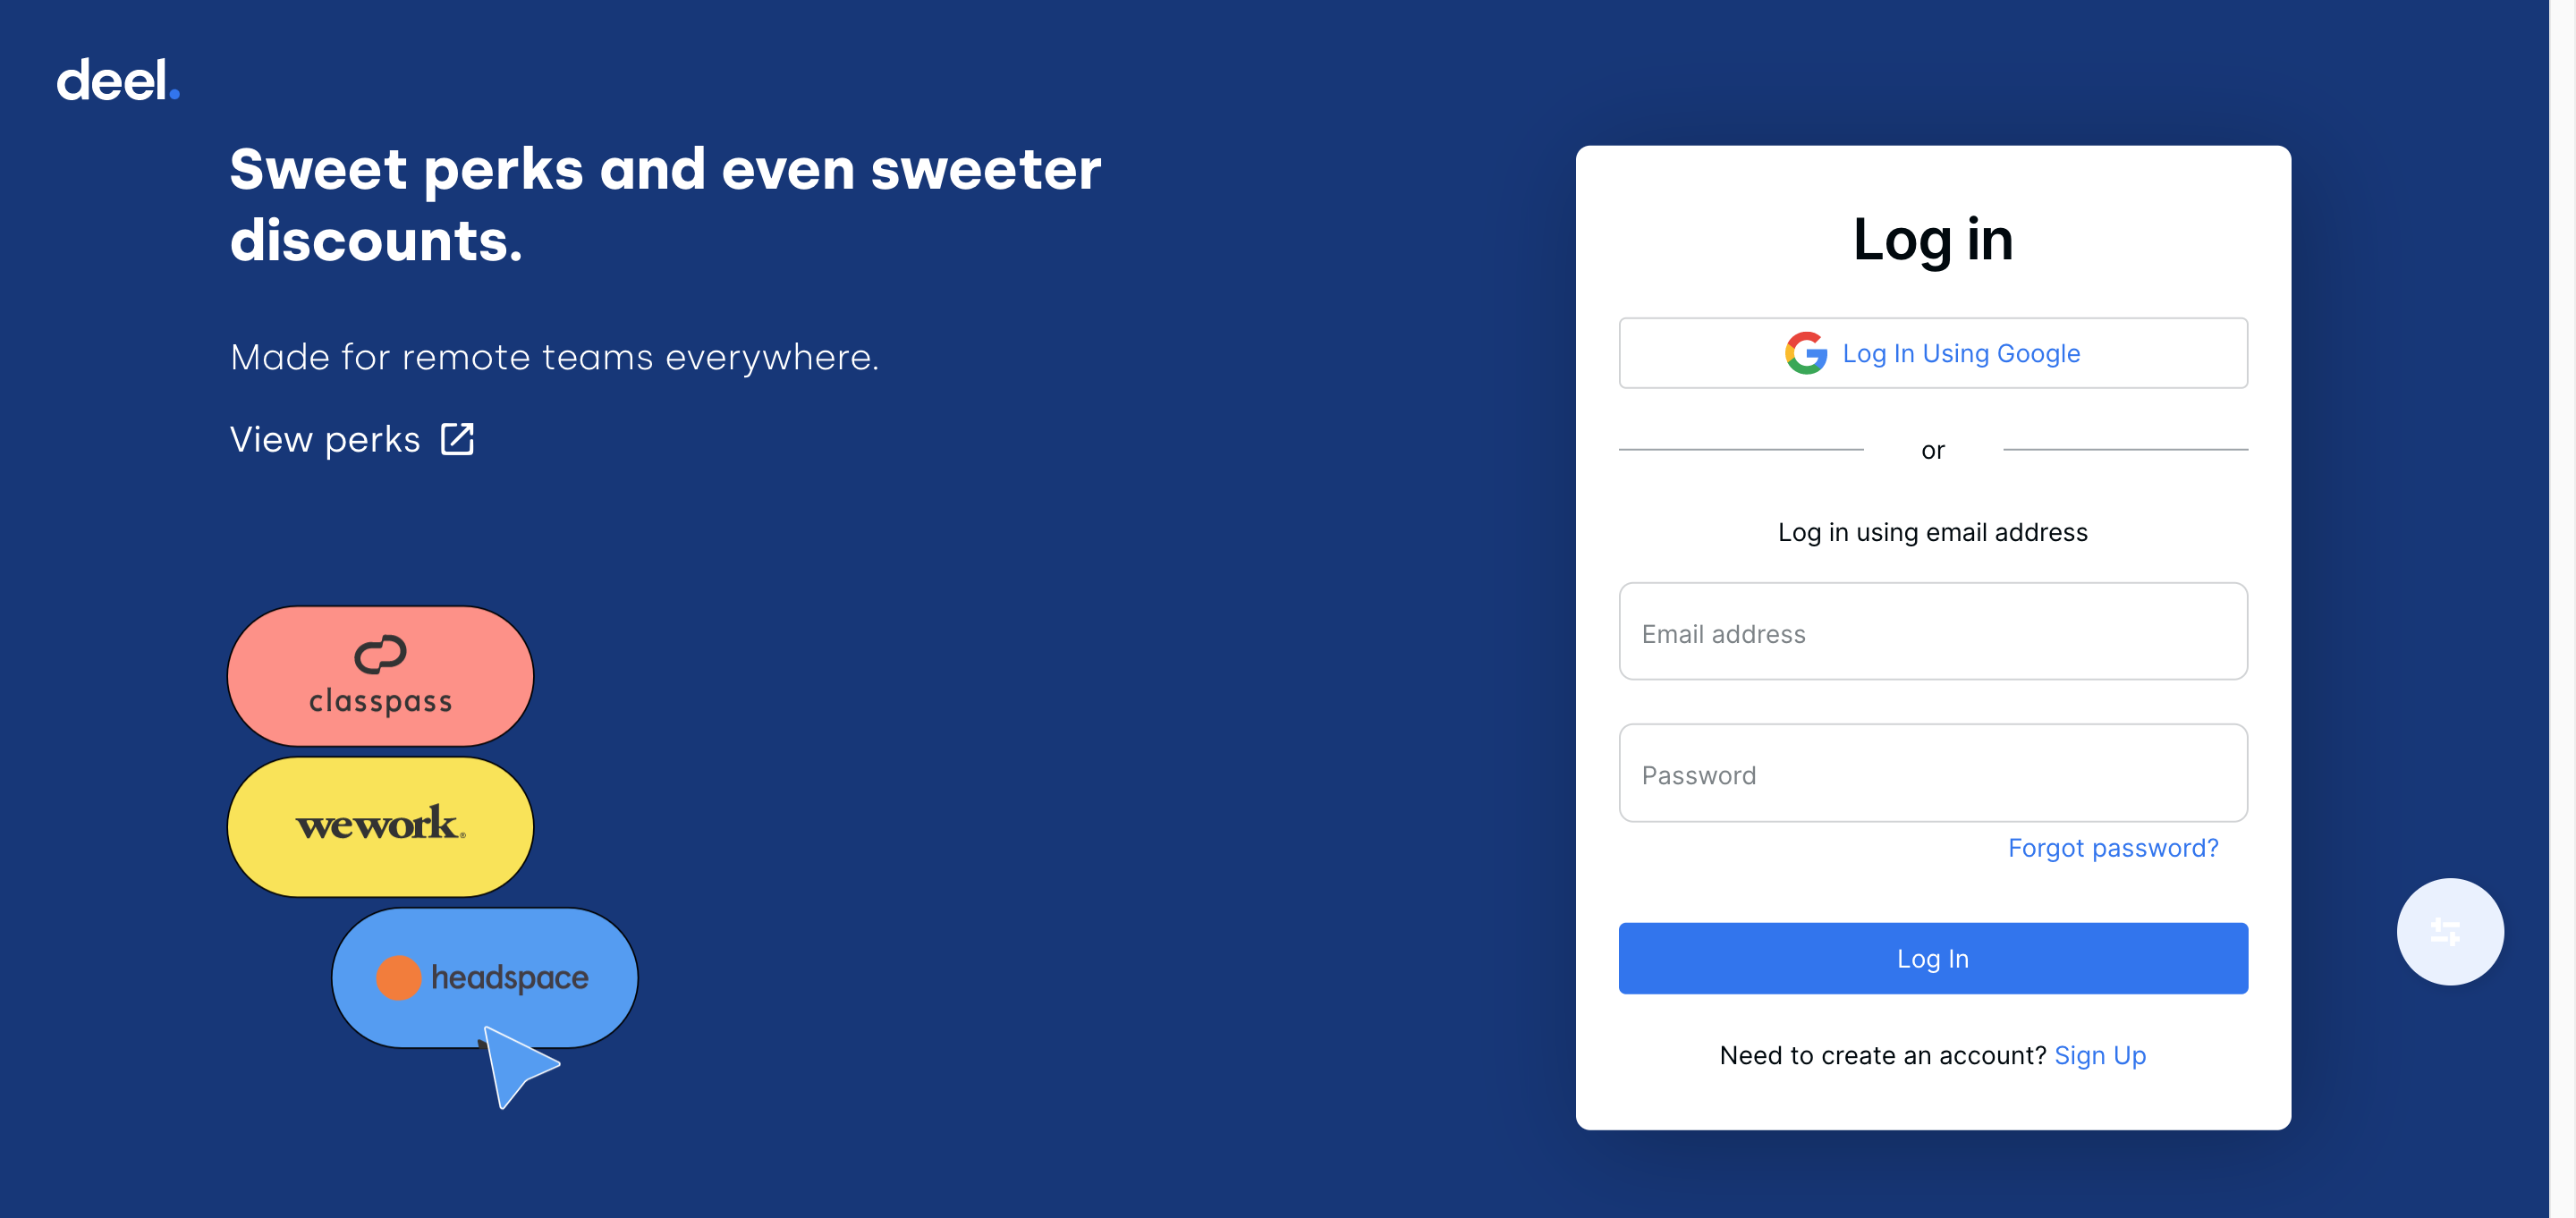 deel.
Sweet perks and even sweeter
discounts.
Made for remote teams everywhere.
View perks
classpass
wework®
headspace
Log in
Log In Using Google
or
Log in using email address
Email address
Password
Forgot password?
Log In
Need to create an account? Sign Up